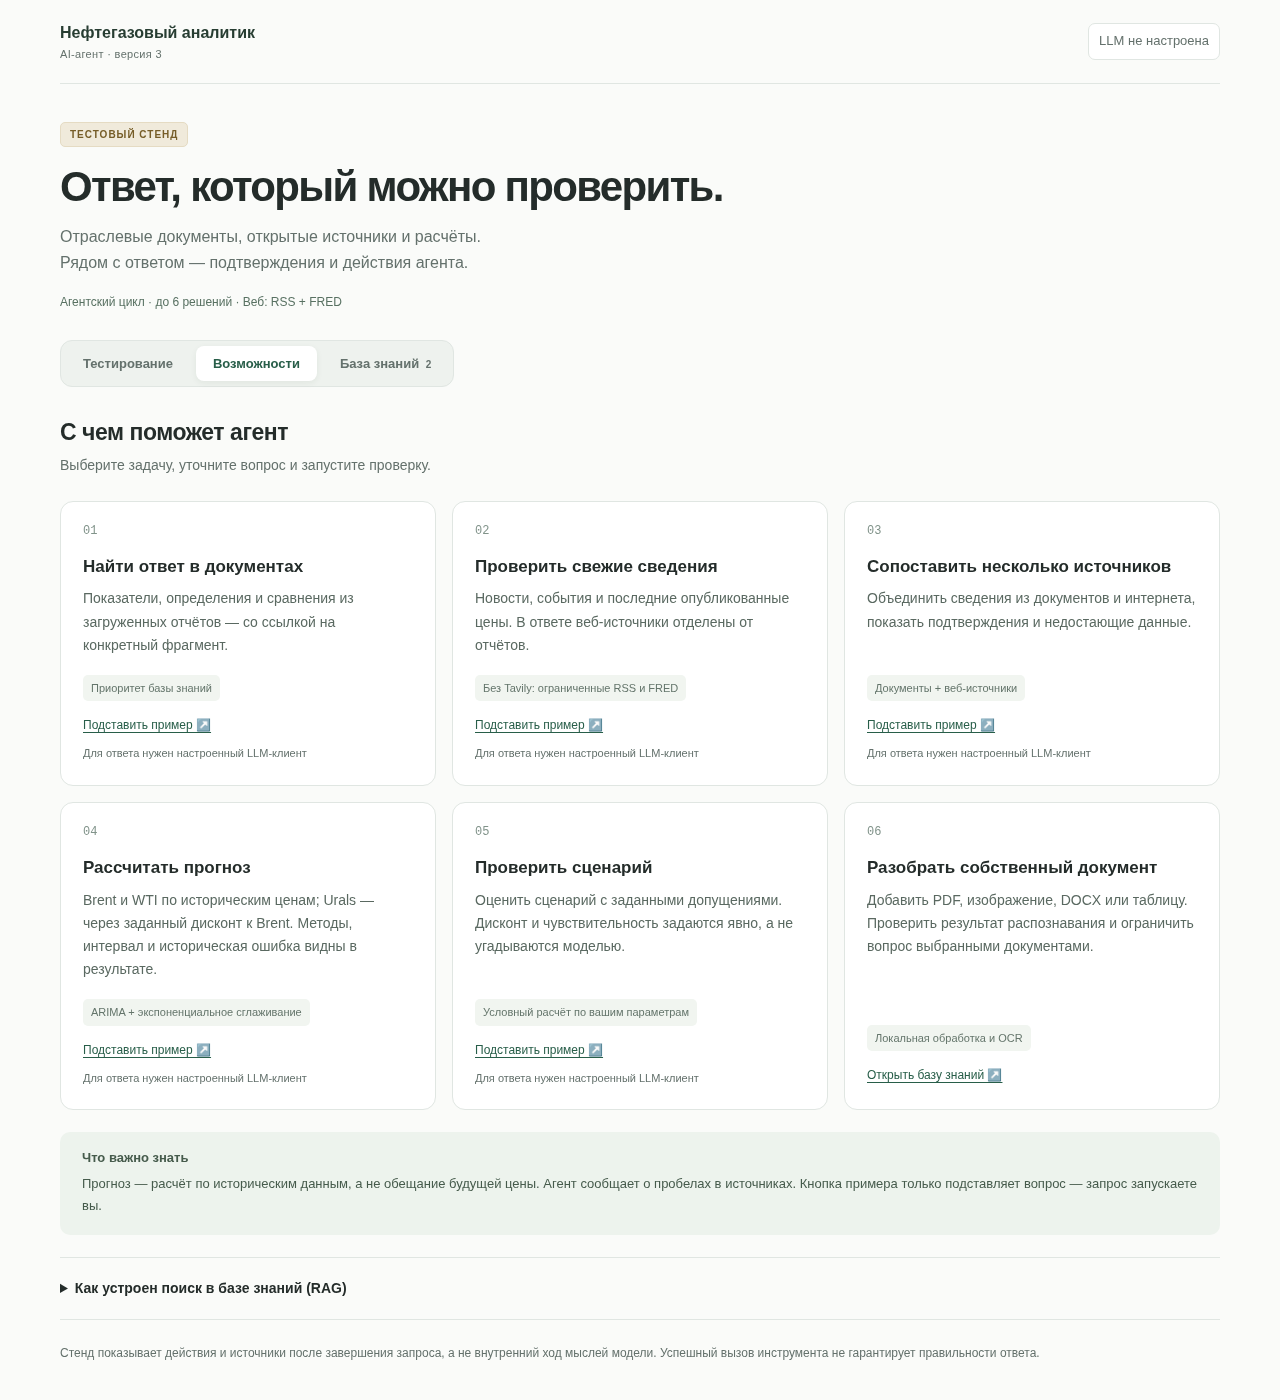 Нефтегазовый аналитик
AI-агент · версия 3
LLM не настроена
ТЕСТОВЫЙ СТЕНД
Ответ, который можно проверить.
Отраслевые документы, открытые источники и расчёты.
Рядом с ответом — подтверждения и действия агента.
Агентский цикл · до 6 решений · Веб: RSS + FRED
Тестирование
Возможности
База знаний 2
С чем поможет агент
Выберите задачу, уточните вопрос и запустите проверку.
01
Найти ответ в документах
Показатели, определения и сравнения из
загруженных отчётов — со ссылкой на
конкретный фрагмент.
Приоритет базы знаний
Подставить пример ↗
Для ответа нужен настроенный LLM-клиент
02
Проверить свежие сведения
Новости, события и последние опубликованные
цены. В ответе веб-источники отделены от
отчётов.
Без Tavily: ограниченные RSS и FRED
Подставить пример ↗
Для ответа нужен настроенный LLM-клиент
03
Сопоставить несколько источников
Объединить сведения из документов и интернета,
показать подтверждения и недостающие данные.
Документы + веб-источники
Подставить пример ↗
Для ответа нужен настроенный LLM-клиент
04
Рассчитать прогноз
Brent и WTI по историческим ценам; Urals —
через заданный дисконт к Brent. Методы,
интервал и историческая ошибка видны в
результате.
ARIMA + экспоненциальное сглаживание
Подставить пример ↗
Для ответа нужен настроенный LLM-клиент
05
Проверить сценарий
Оценить сценарий с заданными допущениями.
Дисконт и чувствительность задаются явно, а не
угадываются моделью.
Условный расчёт по вашим параметрам
Подставить пример ↗
Для ответа нужен настроенный LLM-клиент
06
Разобрать собственный документ
Добавить PDF, изображение, DOCX или таблицу.
Проверить результат распознавания и ограничить
вопрос выбранными документами.
Локальная обработка и OCR
Открыть базу знаний ↗
Что важно знать
Прогноз — расчёт по историческим данным, а не обещание будущей цены. Агент сообщает о пробелах в источниках. Кнопка примера только подставляет вопрос — запрос запускаете
вы.
Как устроен поиск в базе знаний (RAG)
Стенд показывает действия и источники после завершения запроса, а не внутренний ход мыслей модели. Успешный вызов инструмента не гарантирует правильности ответа.